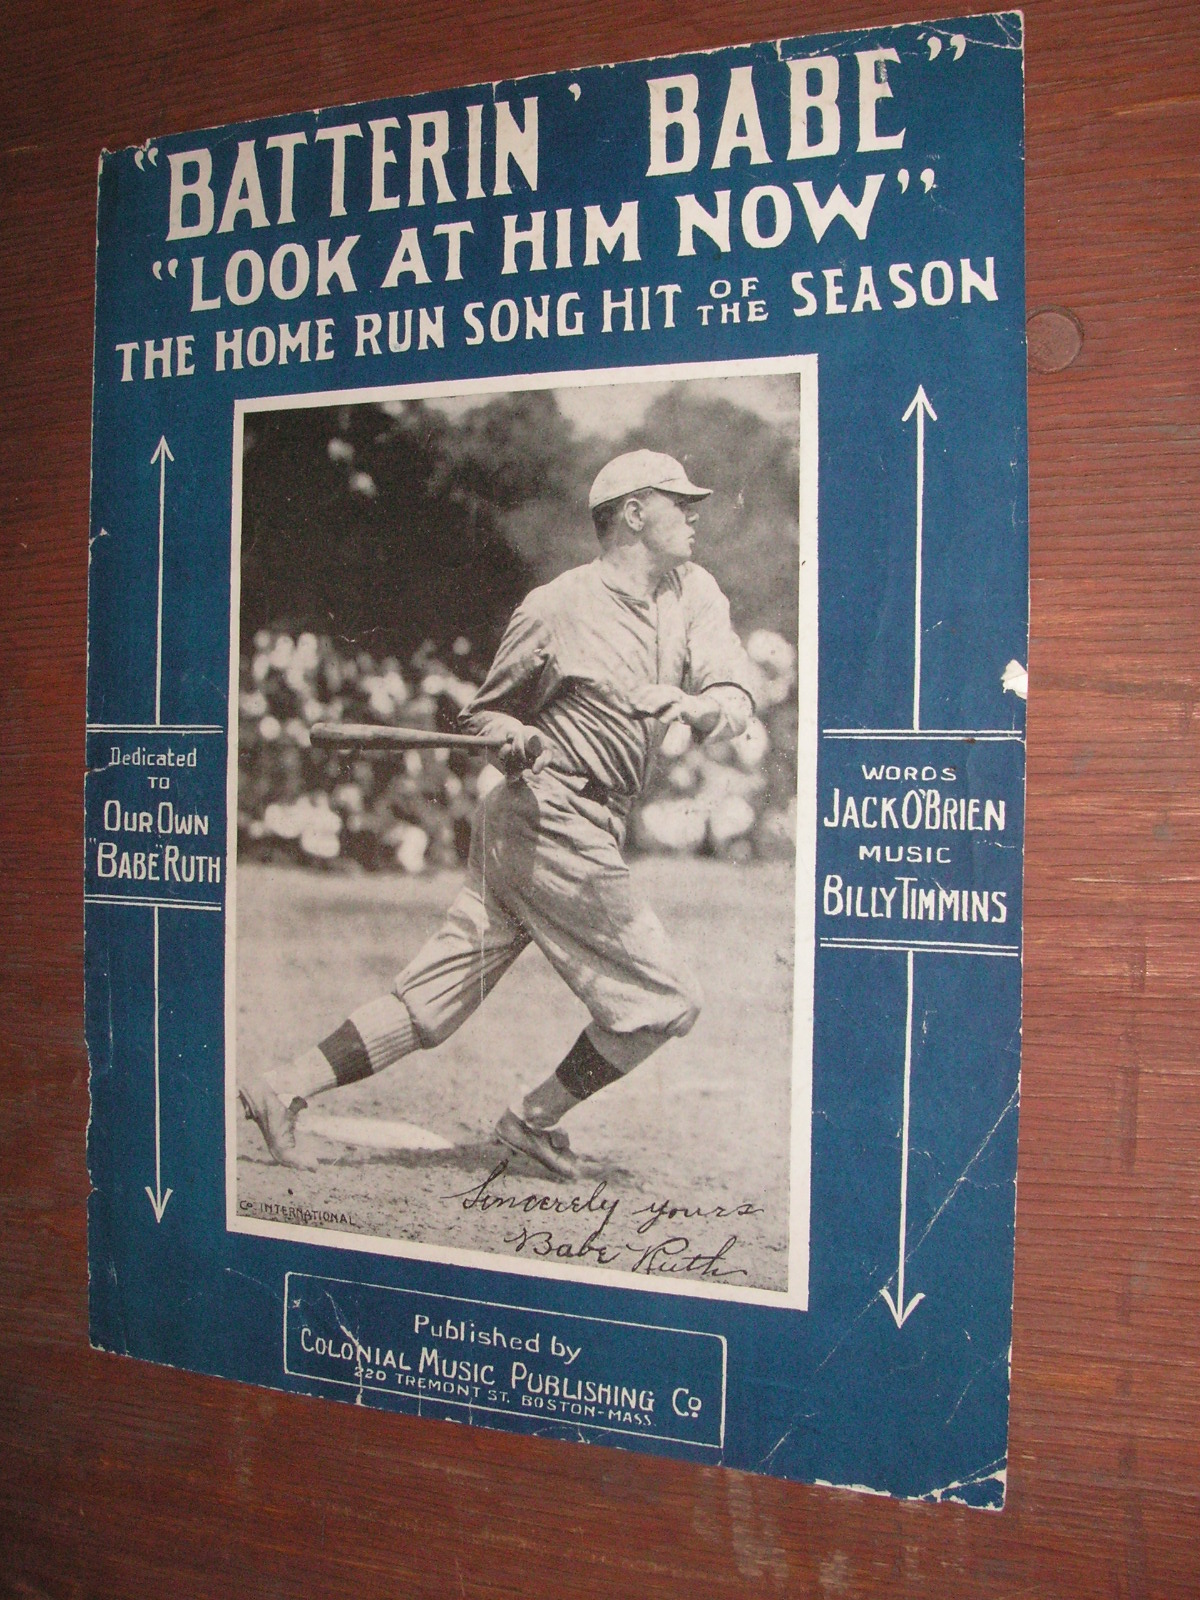 "BATTERIN' BABE"
"LOOK AT HIM NOW"
THE HOME RUN SONG HIT OF THE SEASON
Dedicated
TO
OUR OWN
"BABE" RUTH
WORDS
JACK O'BRIEN
MUSIC
BILLY TIMMINS
Co INTERNATIONAL
Sincerely yours
Babe Ruth
Published by
COLONIAL MUSIC PUBLISHING Co.
220 TREMONT ST. BOSTON-MASS.